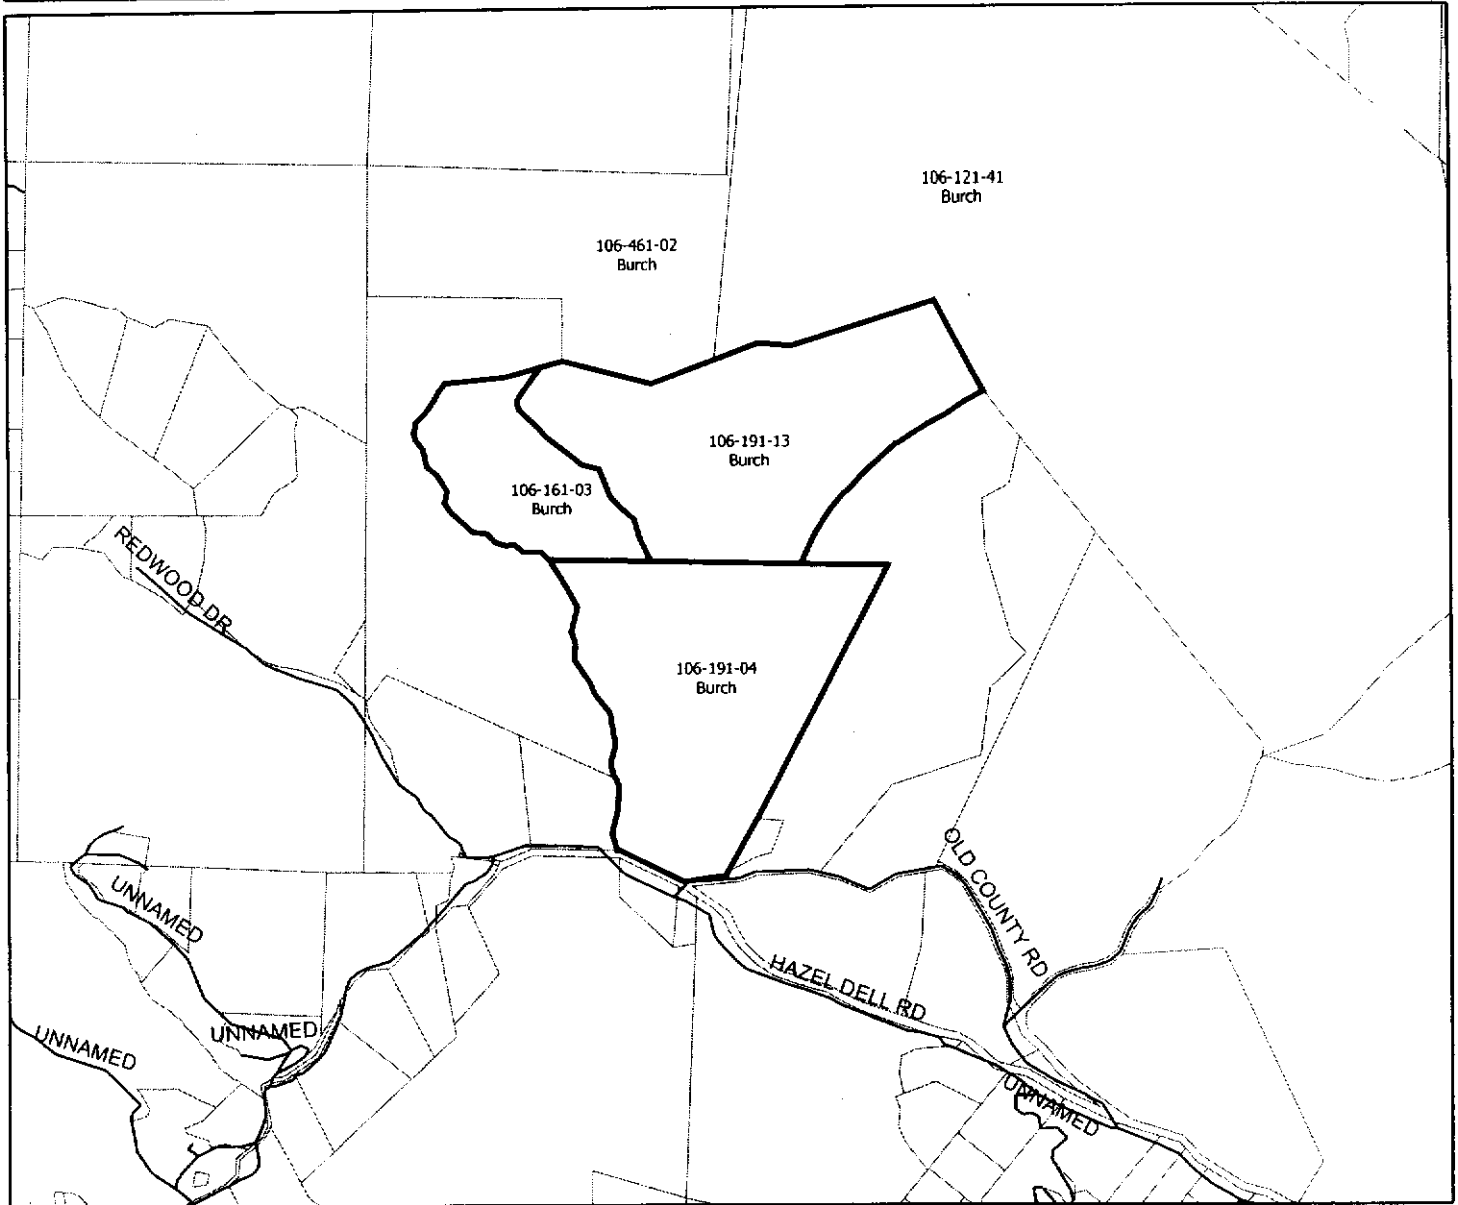 106-121-41
Burch
106-461-02
Burch
106-191-13
Burch
106-161-03
Burch
REDWOOD DR
106-191-04
Burch
OLD COUNTY RD
UNNAMED
HAZEL DELL RD
UNNAMED
UNNAMED
UNNAMED